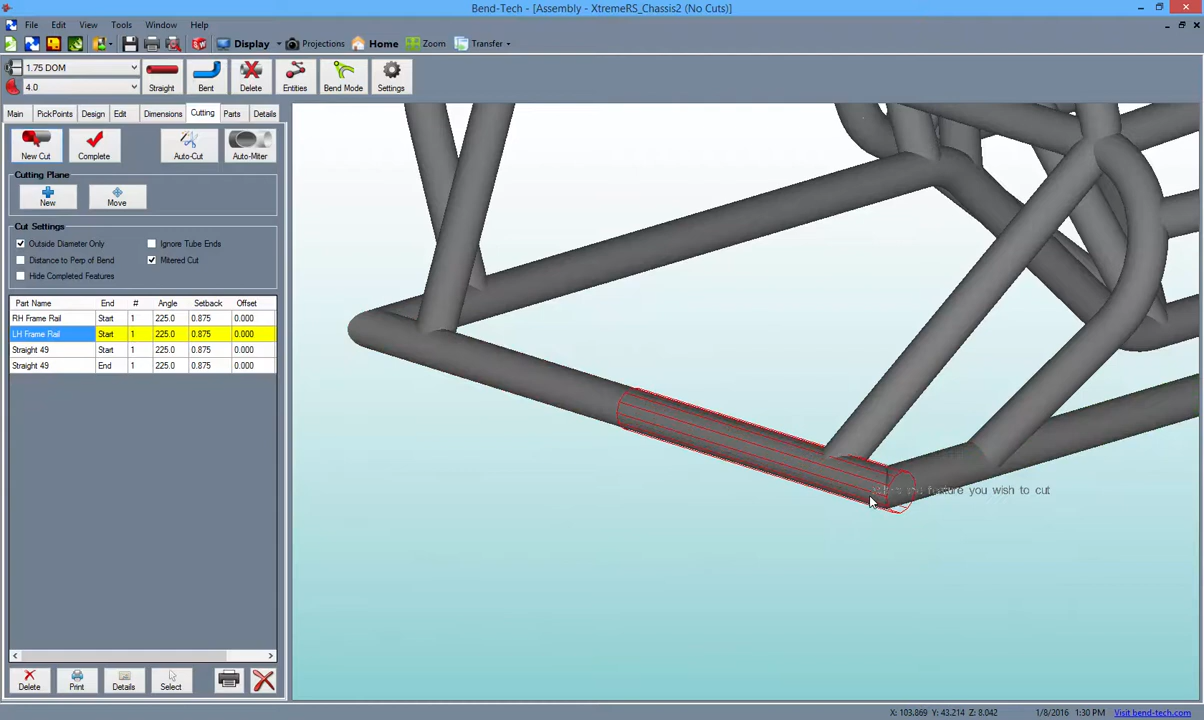 Bend-Tech - [Assembly - XtremeRS_Chassis2 (No Cuts)]
File Edit View Tools Window Help
Display Projections Home Zoom Transfer
1.75 DOM
4.0
Straight Bent Delete Entities Bend Mode Settings
Main PickPoints Design Edit Dimensions Cutting Parts Details
New Cut Complete Auto-Cut Auto-Miter
Cutting Plane
New Move
Cut Settings
Outside Diameter Only Ignore Tube Ends
Distance to Perp of Bend Mitered Cut
Hide Completed Features
Part Name End # Angle Setback Offset
RH Frame Rail Start 1 225.0 0.875 0.000
LH Frame Rail Start 1 225.0 0.875 0.000
Straight 49 Start 1 225.0 0.875 0.000
Straight 49 End 1 225.0 0.875 0.000
feature you wish to cut
Delete Print Details Select
X: 103.869 Y: 43.214 Z: 8.042 1/8/2016 1:30 PM Visit bend-tech.com